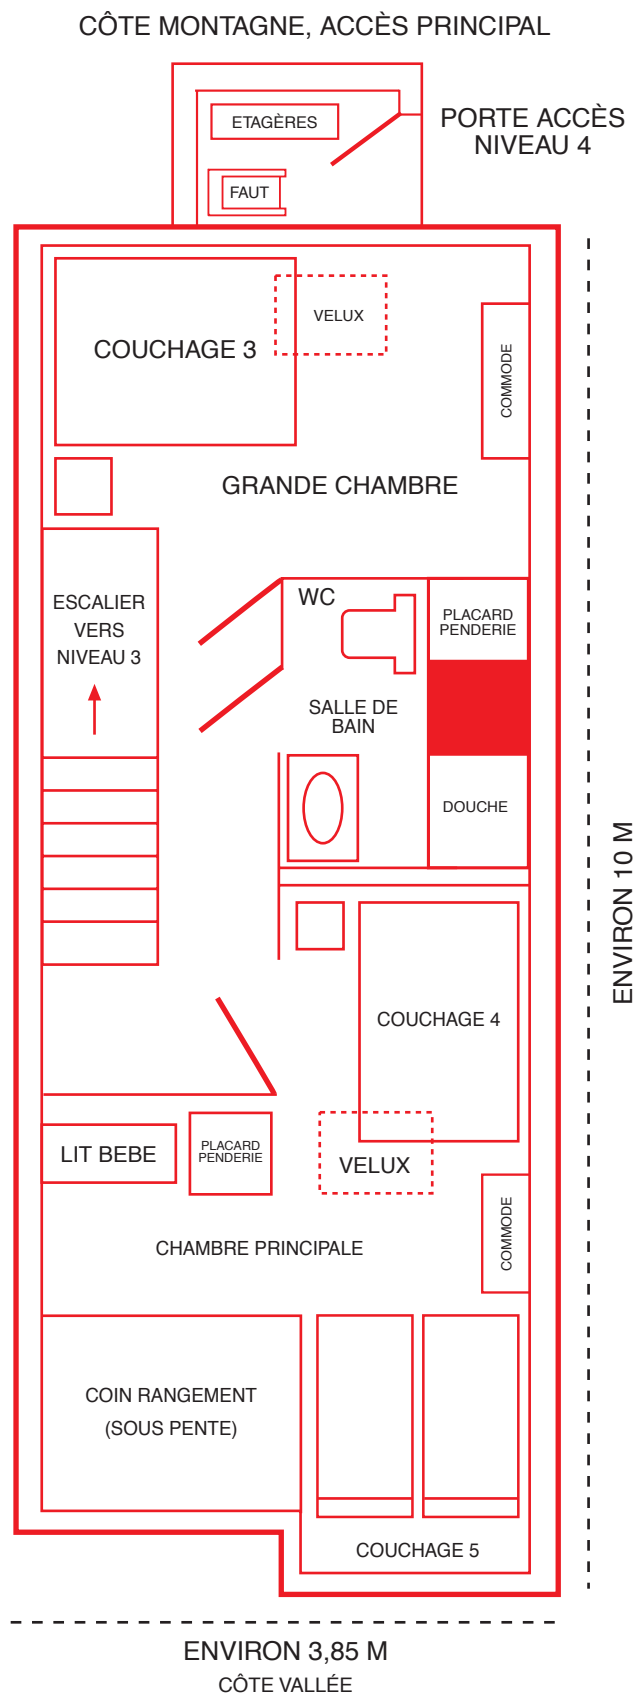 CÔTE MONTAGNE, ACCÈS PRINCIPAL
PORTE ACCÈS
NIVEAU 4
ETAGÈRES
FAUT
COUCHAGE 3
VELUX
COMMODE
GRANDE CHAMBRE
ESCALIER
VERS
NIVEAU 3
WC
PLACARD
PENDERIE
SALLE DE
BAIN
DOUCHE
ENVIRON 10 M
COUCHAGE 4
LIT BEBE
PLACARD
PENDERIE
VELUX
COMMODE
CHAMBRE PRINCIPALE
COIN RANGEMENT
(SOUS PENTE)
COUCHAGE 5
ENVIRON 3,85 M
CÔTE VALLÉE